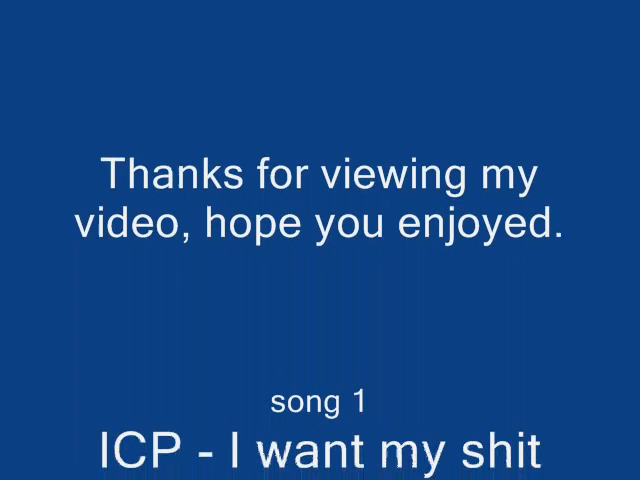 Thanks for viewing my
video, hope you enjoyed.
song 1
ICP - I want my shit